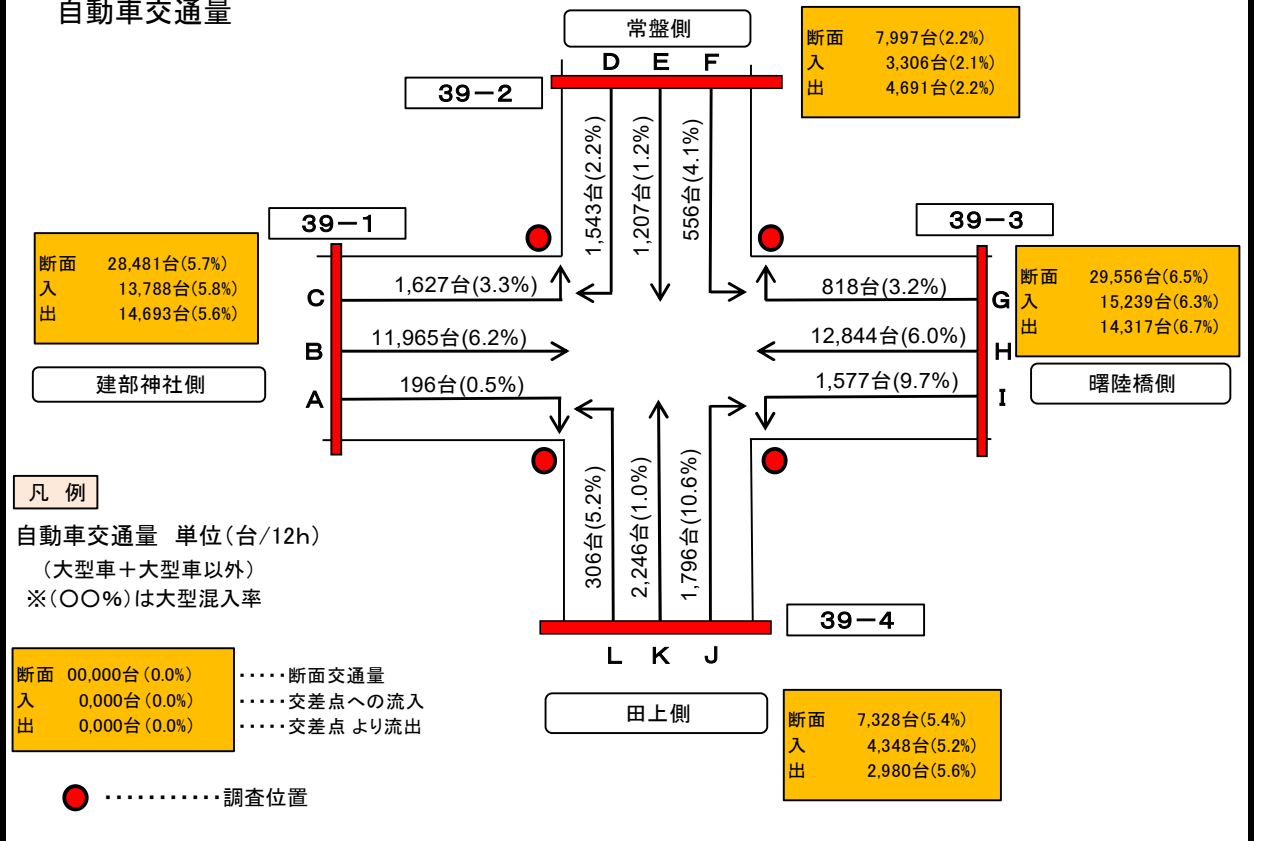 自動車交通量
常盤側
断面 7,997台(2.2%)
入 3,306台(2.1%)
出 4,691台(2.2%)
D E F
39-2
1,543台(2.2%)
1,207台(1.2%)
556台(4.1%)
39-1
39-3
断面 28,481台(5.7%)
入 13,788台(5.8%)
出 14,693台(5.6%)
断面 29,556台(6.5%)
入 15,239台(6.3%)
出 14,317台(6.7%)
C 1,627台(3.3%)
818台(3.2%) G
B 11,965台(6.2%)
12,844台(6.0%) H
A 196台(0.5%)
1,577台(9.7%) I
建部神社側
曙陸橋側
306台(5.2%)
2,246台(1.0%)
1,796台(10.6%)
凡 例
自動車交通量 単位(台/12h)
(大型車+大型車以外)
※(〇〇%)は大型混入率
39-4
L K J
断面 00,000台(0.0%) ・・・・・断面交通量
入 0,000台(0.0%) ・・・・・交差点への流入
出 0,000台(0.0%) ・・・・・交差点 より流出
田上側
断面 7,328台(5.4%)
入 4,348台(5.2%)
出 2,980台(5.6%)
・・・・・・・・・・・調査位置